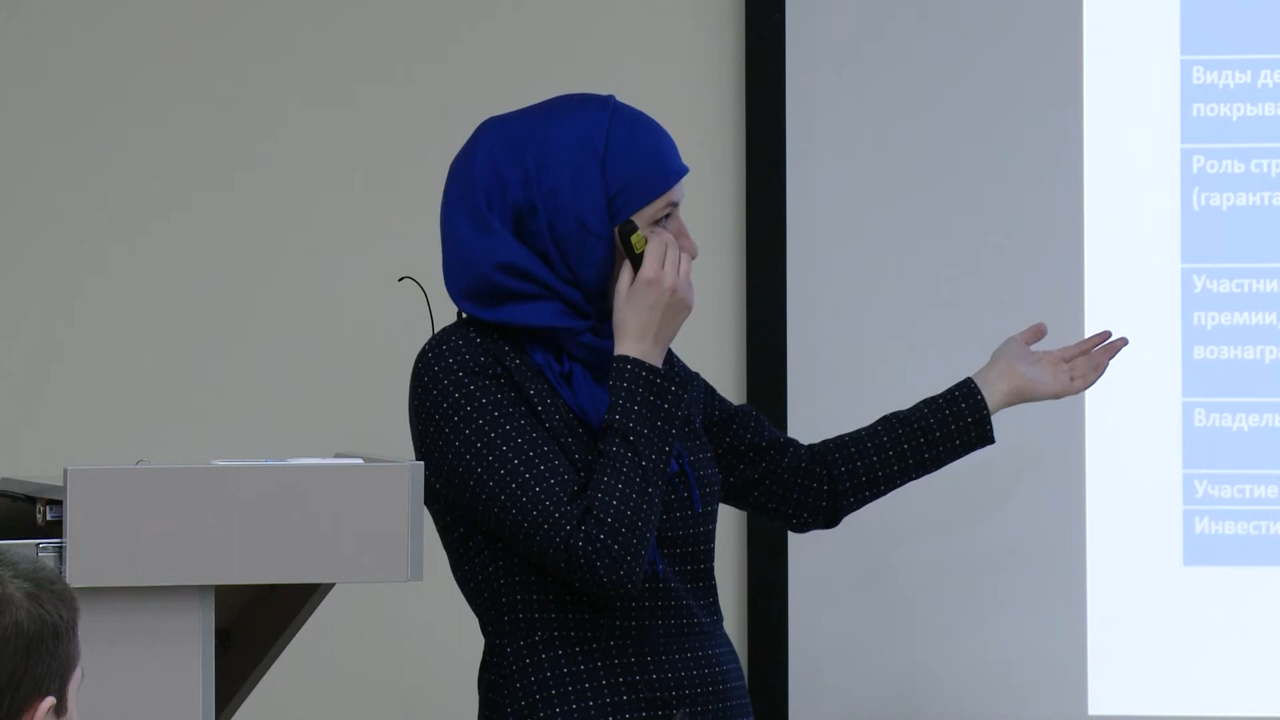 Виды де
покрыва
Роль стр
(гаранта
Участни
премии,
вознагр
Владель
Участие
Инвести